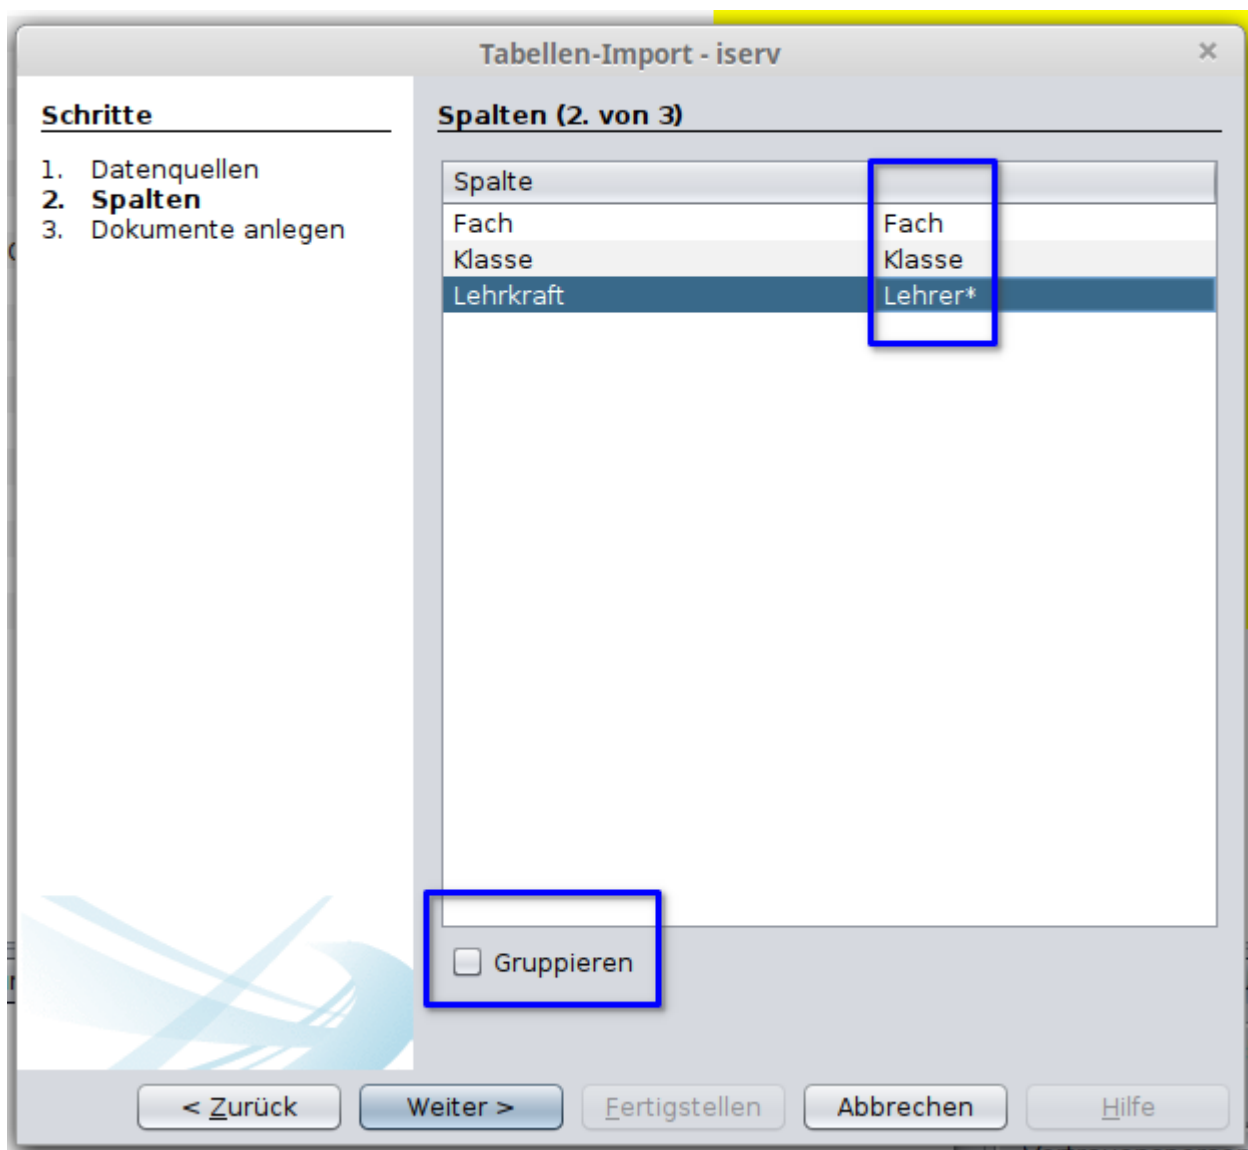 Tabellen-Import - iserv
Schritte
1. Datenquellen
2. Spalten
3. Dokumente anlegen
Spalten (2. von 3)
Spalte
Fach Fach
Klasse Klasse
Lehrkraft Lehrer*
Gruppieren
< Zurück Weiter > Fertigstellen Abbrechen Hilfe